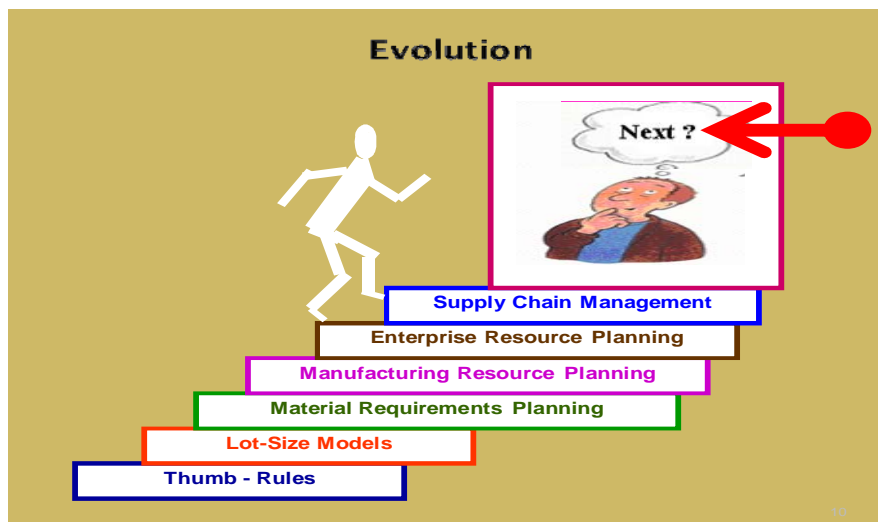 Evolution
Next ?
Supply Chain Management
Enterprise Resource Planning
Manufacturing Resource Planning
Material Requirements Planning
Lot-Size Models
Thumb - Rules